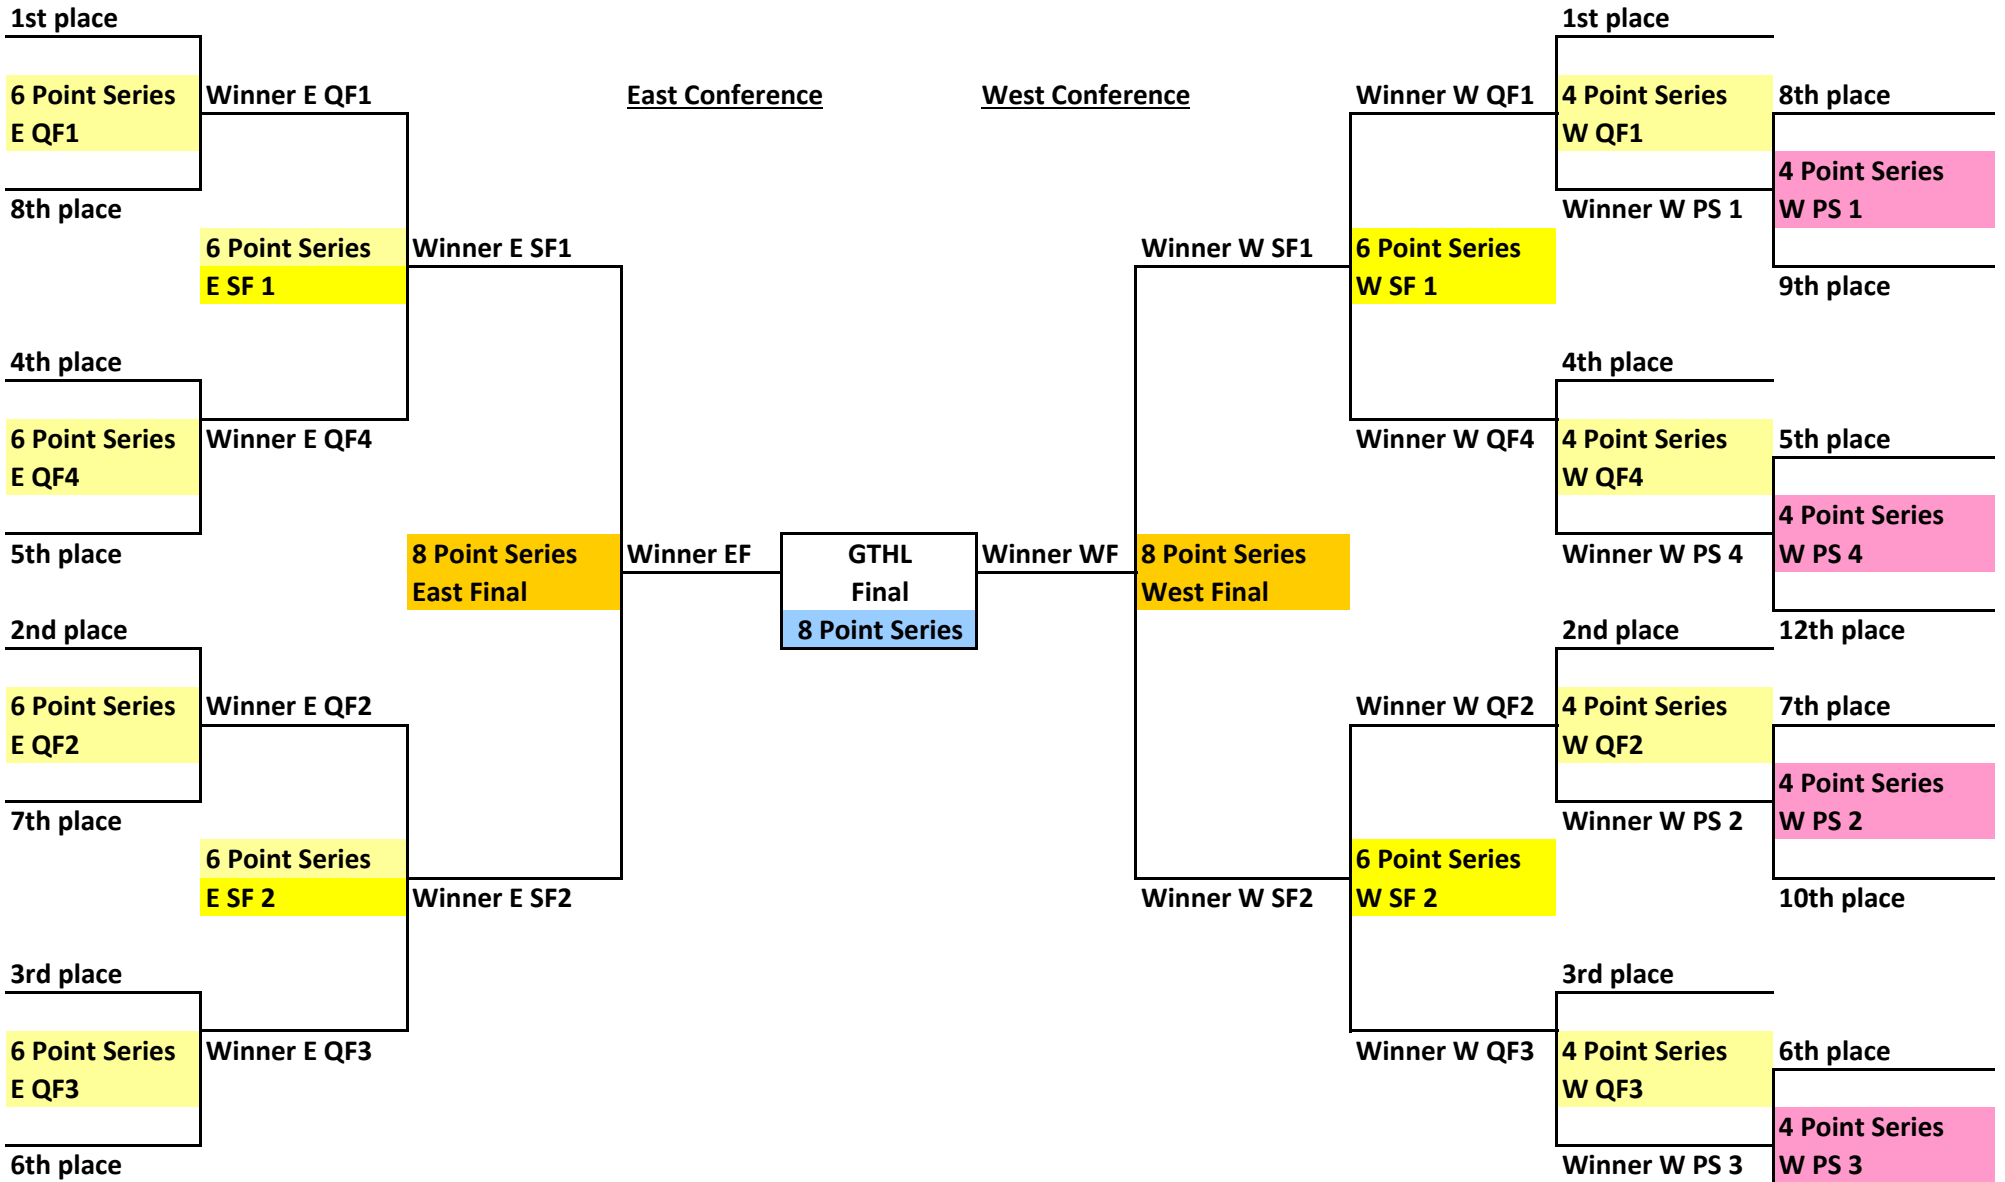 1st place
1st place
6 Point Series
Winner E QF1
East Conference
West Conference
Winner W QF1
4 Point Series
8th place
E QF1
W QF1
4 Point Series
8th place
Winner W PS 1
W PS 1
6 Point Series
Winner E SF1
Winner W SF1
6 Point Series
E SF 1
W SF 1
9th place
4th place
4th place
6 Point Series
Winner E QF4
Winner W QF4
4 Point Series
5th place
E QF4
W QF4
4 Point Series
5th place
8 Point Series
Winner EF
GTHL
Winner WF
8 Point Series
Winner W PS 4
W PS 4
East Final
Final
West Final
2nd place
8 Point Series
2nd place
12th place
6 Point Series
Winner E QF2
Winner W QF2
4 Point Series
7th place
E QF2
W QF2
4 Point Series
7th place
Winner W PS 2
W PS 2
6 Point Series
6 Point Series
E SF 2
Winner E SF2
Winner W SF2
W SF 2
10th place
3rd place
3rd place
6 Point Series
Winner E QF3
Winner W QF3
4 Point Series
6th place
E QF3
W QF3
4 Point Series
6th place
Winner W PS 3
W PS 3